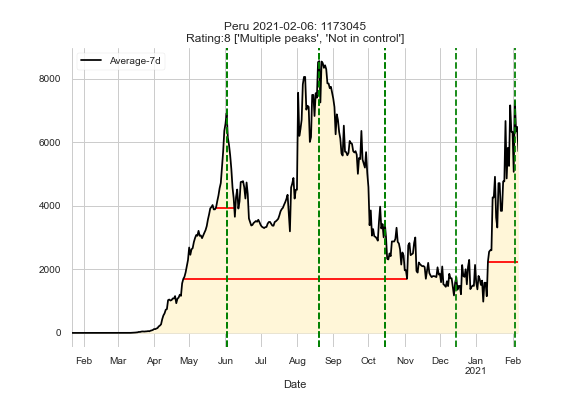 Peru 2021-02-06: 1173045
Rating:8 ['Multiple peaks', 'Not in control']
Average-7d
8000
6000
4000
2000
0
Feb Mar Apr May Jun Jul Aug Sep Oct Nov Dec Jan Feb
2021
Date